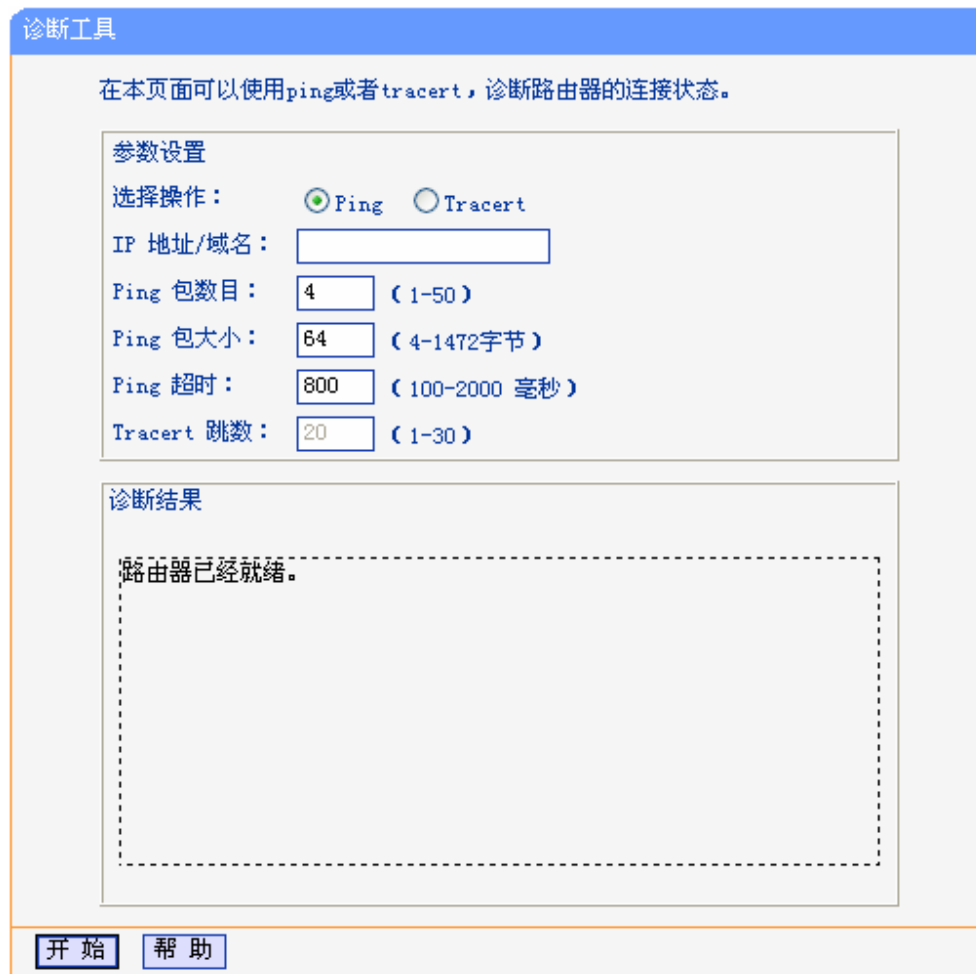 诊断工具
在本页面可以使用ping或者tracert，诊断路由器的连接状态。
参数设置
选择操作： Ping Tracert
IP 地址/域名：
Ping 包数目： 4 （1-50）
Ping 包大小： 64 （4-1472字节）
Ping 超时： 800 （100-2000 毫秒）
Tracert 跳数： 20 （1-30）
诊断结果
路由器已经就绪。
开 始 帮 助